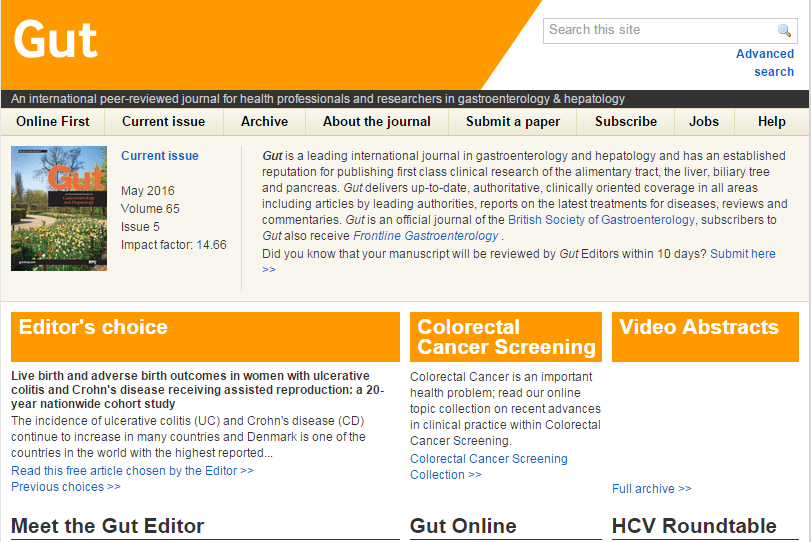 Gut
Search this site
Advanced
search
An international peer-reviewed journal for health professionals and researchers in gastroenterology & hepatology
Online First
Current issue
Archive
About the journal
Submit a paper
Subscribe
Jobs
Help
Gut
Current issue
May 2016
Volume 65
Issue 5
Impact factor: 14.66
Gut is a leading international journal in gastroenterology and hepatology and has an established
reputation for publishing first class clinical research of the alimentary tract, the liver, biliary tree
and pancreas. Gut delivers up-to-date, authoritative, clinically oriented coverage in all areas
including articles by leading authorities, reports on the latest treatments for diseases, reviews and
commentaries. Gut is an official journal of the British Society of Gastroenterology, subscribers to
Gut also receive Frontline Gastroenterology .
Did you know that your manuscript will be reviewed by Gut Editors within 10 days? Submit here
>>
Editor's choice
Live birth and adverse birth outcomes in women with ulcerative
colitis and Crohn's disease receiving assisted reproduction: a 20-
year nationwide cohort study
The incidence of ulcerative colitis (UC) and Crohn's disease (CD)
continue to increase in many countries and Denmark is one of the
countries in the world with the highest reported...
Read this free article chosen by the Editor >>
Previous choices >>
Colorectal
Cancer Screening
Colorectal Cancer is an important
health problem; read our online
topic collection on recent advances
in clinical practice within Colorectal
Cancer Screening.
Colorectal Cancer Screening
Collection >>
Video Abstracts
Full archive >>
Meet the Gut Editor
Gut Online
HCV Roundtable